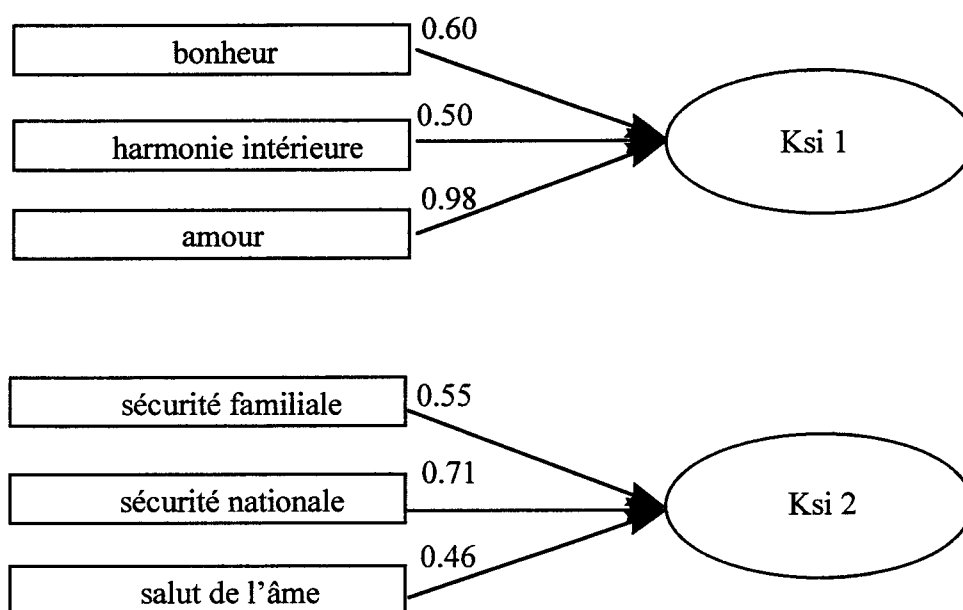 0.60
bonheur
0.50
harmonie intérieure
Ksi 1
0.98
amour
0.55
sécurité familiale
0.71
sécurité nationale
Ksi 2
0.46
salut de l'âme